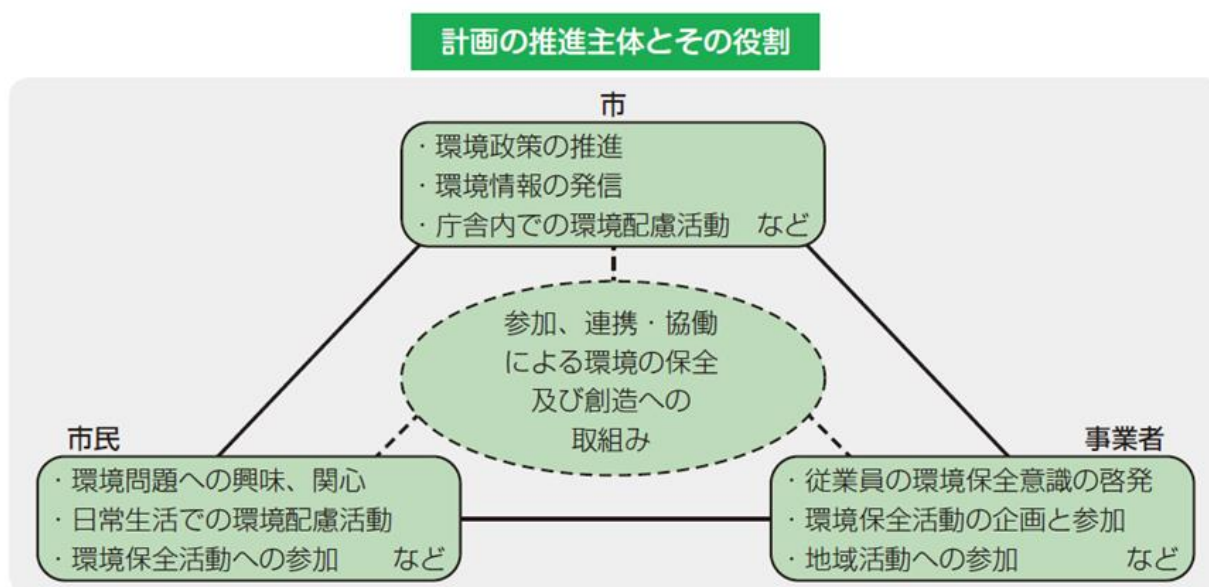 計画の推進主体とその役割
市
・環境政策の推進
・環境情報の発信
・庁舎内での環境配慮活動　など
参加、連携・協働
による環境の保全
及び創造への
取組み
市民
・環境問題への興味、関心
・日常生活での環境配慮活動
・環境保全活動への参加　など
事業者
・従業員の環境保全意識の啓発
・環境保全活動の企画と参加
・地域活動への参加　など